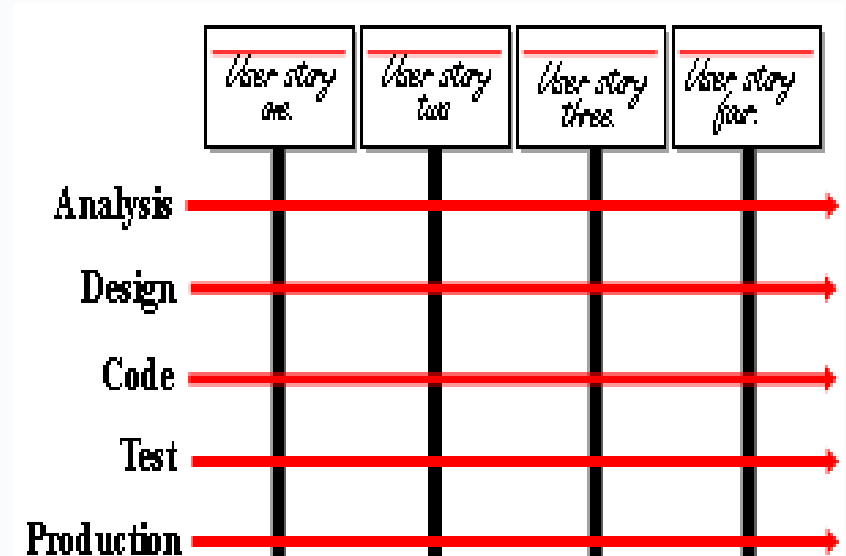 User story
one.
User story
two
User story
three.
User story
four.
Analysis
Design
Code
Test
Production